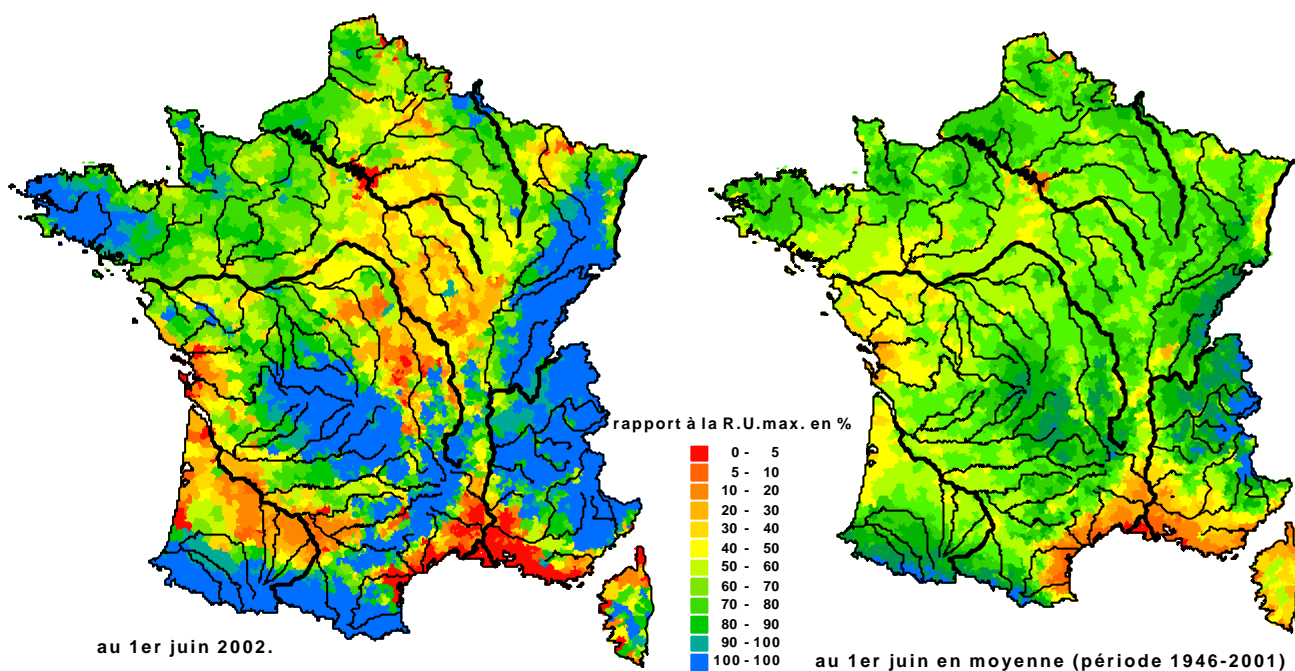 rapport à la R.U.max. en %
0 - 5
5 - 10
10 - 20
20 - 30
30 - 40
40 - 50
50 - 60
60 - 70
70 - 80
80 - 90
90 - 100
100 - 100
au 1er juin 2002.
au 1er juin en moyenne (période 1946-2001)